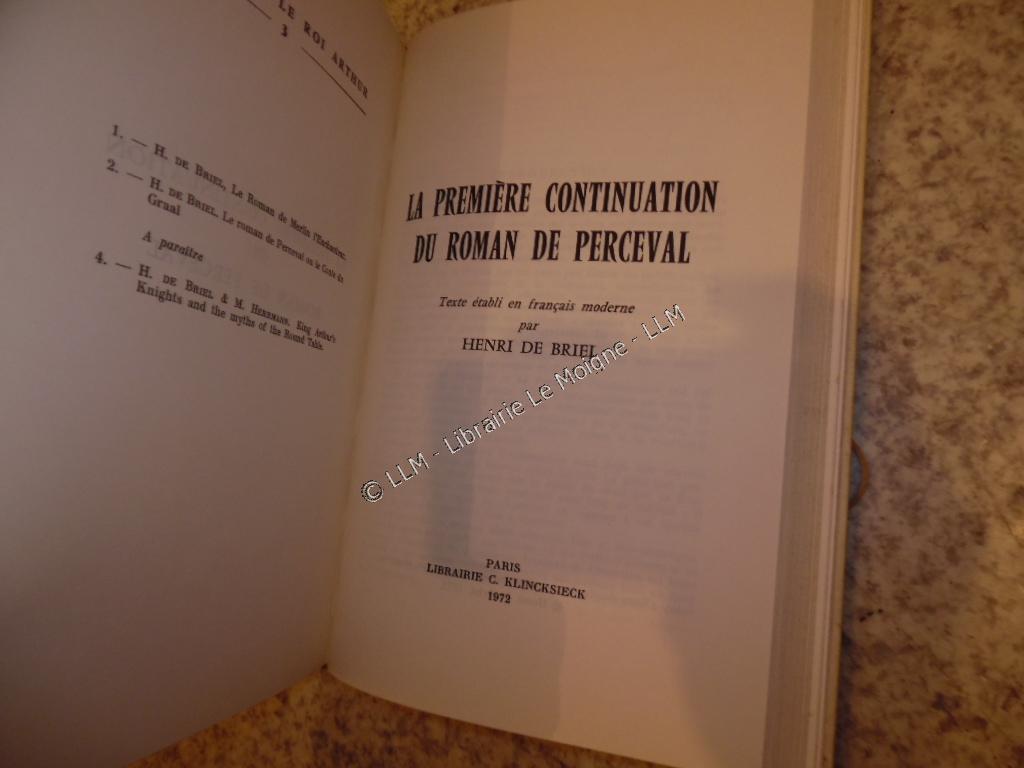 LE ROI ARTHUR
3
1. — H. DE BRIEL, Le Roman de Merlin l'Enchanteur.
2. — H. DE BRIEL. Le roman de Perceval ou le Conte du
Graal
A paraître
4. — H. DE BRIEL & M. HERRMANN. King Arthur's
Knights and the myths of the Round Table.
LA PREMIÈRE CONTINUATION
DU ROMAN DE PERCEVAL
Texte établi en français moderne
par
HENRI DE BRIEL
PARIS
LIBRAIRIE C. KLINCKSIECK
1972
© LLM - Librairie Le Moigne - LLM